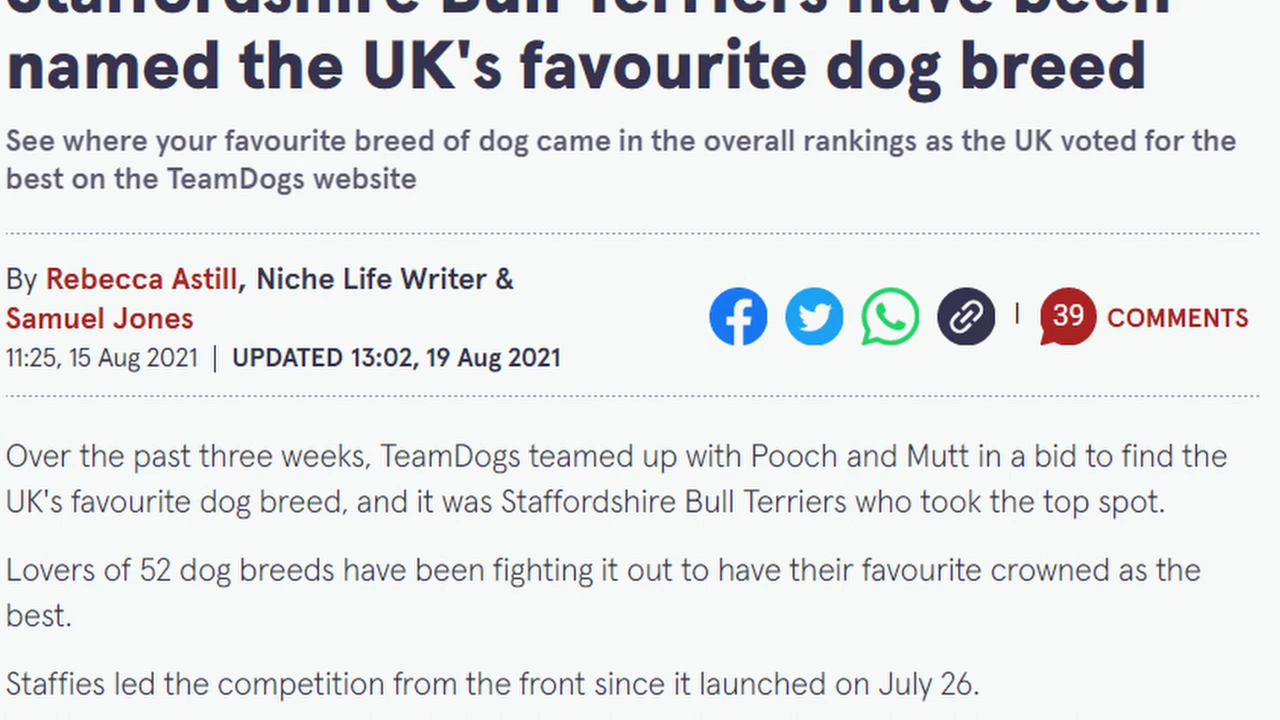 Staffordshire Bull Terriers have been
named the UK's favourite dog breed
See where your favourite breed of dog came in the overall rankings as the UK voted for the
best on the TeamDogs website
By Rebecca Astill, Niche Life Writer &
Samuel Jones
11:25, 15 Aug 2021 | UPDATED 13:02, 19 Aug 2021
39 COMMENTS
Over the past three weeks, TeamDogs teamed up with Pooch and Mutt in a bid to find the
UK's favourite dog breed, and it was Staffordshire Bull Terriers who took the top spot.
Lovers of 52 dog breeds have been fighting it out to have their favourite crowned as the
best.
Staffies led the competition from the front since it launched on July 26.